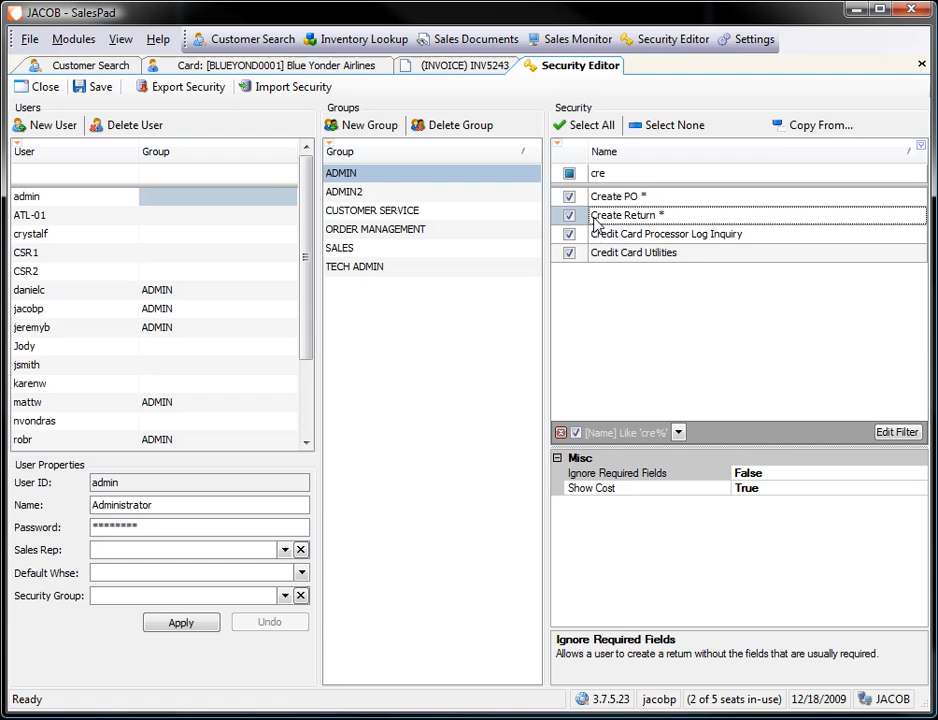 JACOB - SalesPad
File Modules View Help Customer Search Inventory Lookup Sales Documents Sales Monitor Security Editor Settings
Customer Search Card: [BLUEYOND0001] Blue Yonder Airlines (INVOICE) INV5243 Security Editor
Close Save Export Security Import Security
Users Groups Security
New User Delete User New Group Delete Group Select All Select None Copy From...
User Group Group Name
cre
admin ADMIN Create PO *
ATL-01 ADMIN2 Create Return *
crystalf CUSTOMER SERVICE Credit Card Processor Log Inquiry
CSR1 ORDER MANAGEMENT Credit Card Utilities
CSR2 SALES
danielc ADMIN TECH ADMIN
jacobp ADMIN
jeremyb ADMIN
Jody
jsmith
karenw
mattw ADMIN
nvondras
robr ADMIN
[Name] Like 'cre%' Edit Filter
Misc
Ignore Required Fields False
Show Cost True
User Properties
User ID: admin
Name: Administrator
Password: ********
Sales Rep:
Default Whse:
Security Group:
Apply Undo
Ignore Required Fields
Allows a user to create a return without the fields that are usually required.
Ready 3.7.5.23 jacobp (2 of 5 seats in-use) 12/18/2009 JACOB